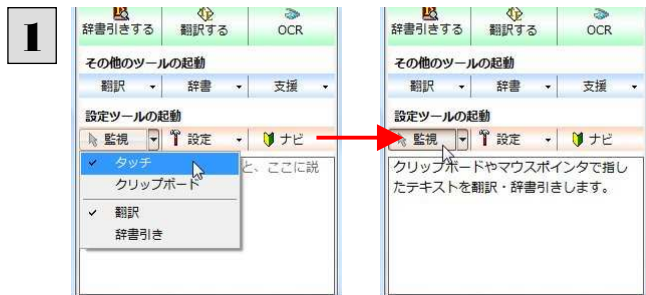 1
辞書引きする 翻訳する OCR
その他のツールの起動
翻訳 辞書 支援
設定ツールの起動
監視 設定 ナビ
タッチ
クリップボード
翻訳
辞書引き
と、ここに説
辞書引きする 翻訳する OCR
その他のツールの起動
翻訳 辞書 支援
設定ツールの起動
監視 設定 ナビ
クリップボードやマウスポインタで指し
たテキストを翻訳・辞書引きします。